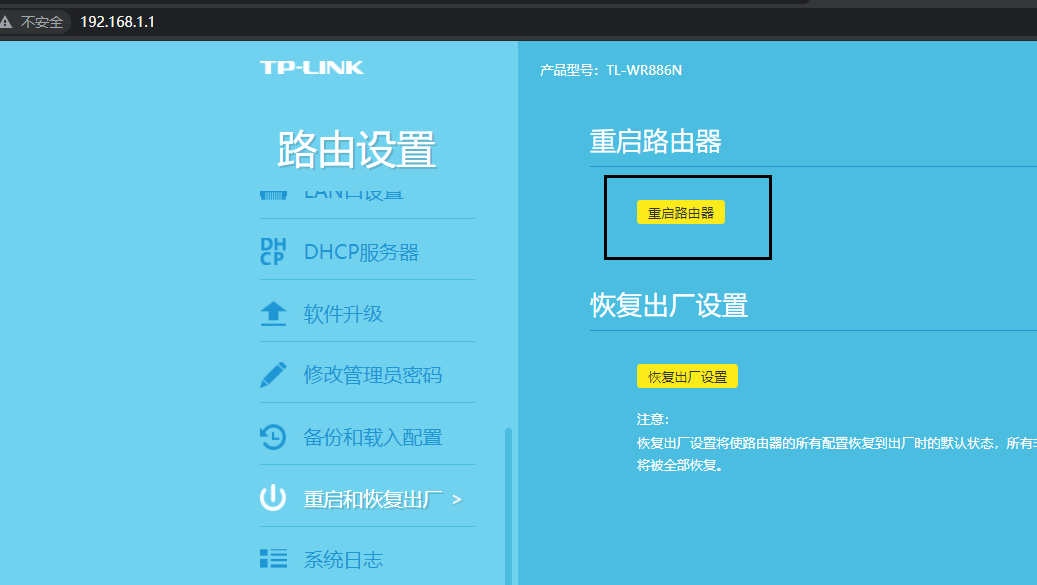 不安全 192.168.1.1
TP-LINK
产品型号：TL-WR886N
路由设置
LAN口设置
DHCP DHCP服务器
软件升级
修改管理员密码
备份和载入配置
重启和恢复出厂 >
系统日志
重启路由器
重启路由器
恢复出厂设置
恢复出厂设置
注意：
恢复出厂设置将使路由器的所有配置恢复到出厂时的默认状态，所有
将被全部恢复。